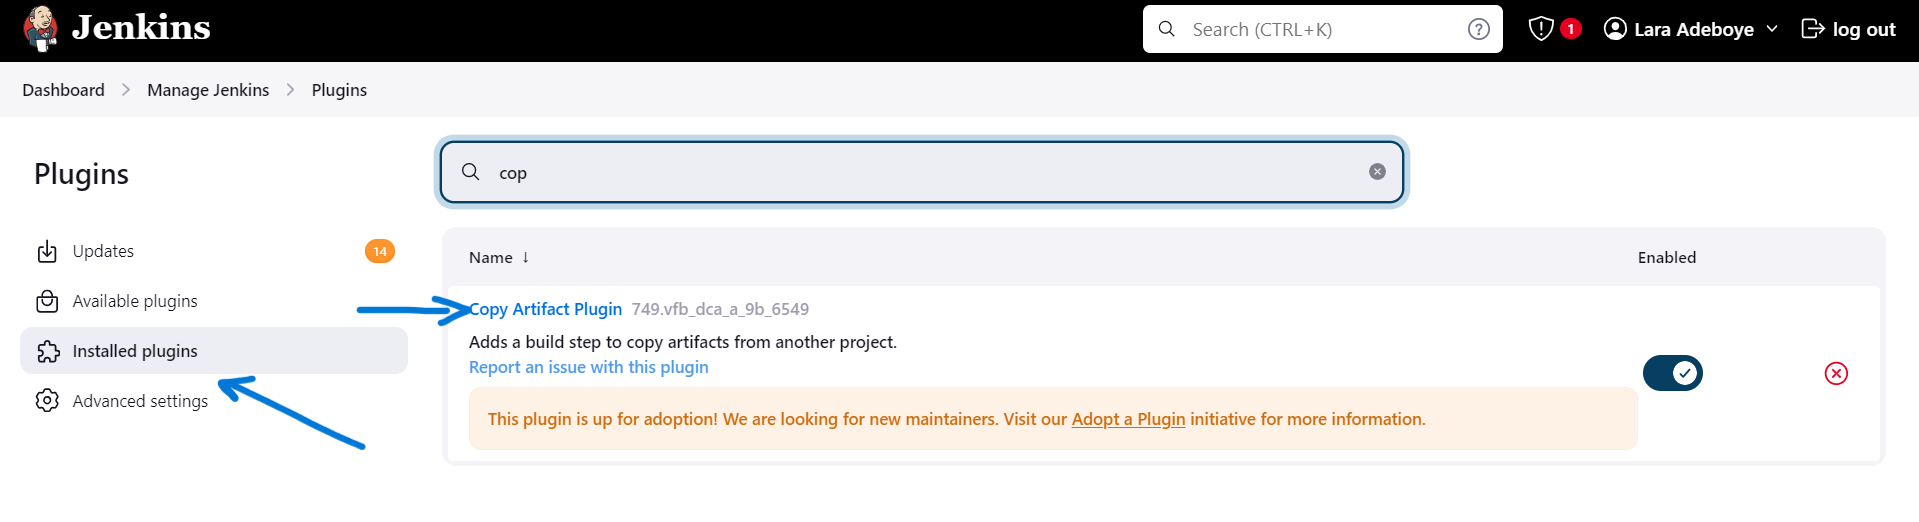 Jenkins
Search (CTRL+K)
1
Lara Adeboye
log out
Dashboard
Manage Jenkins
Plugins
Plugins
cop
Updates
14
Available plugins
Installed plugins
Advanced settings
Name ↓
Enabled
Copy Artifact Plugin 749.vfb_dca_a_9b_6549
Adds a build step to copy artifacts from another project.
Report an issue with this plugin
This plugin is up for adoption! We are looking for new maintainers. Visit our Adopt a Plugin initiative for more information.